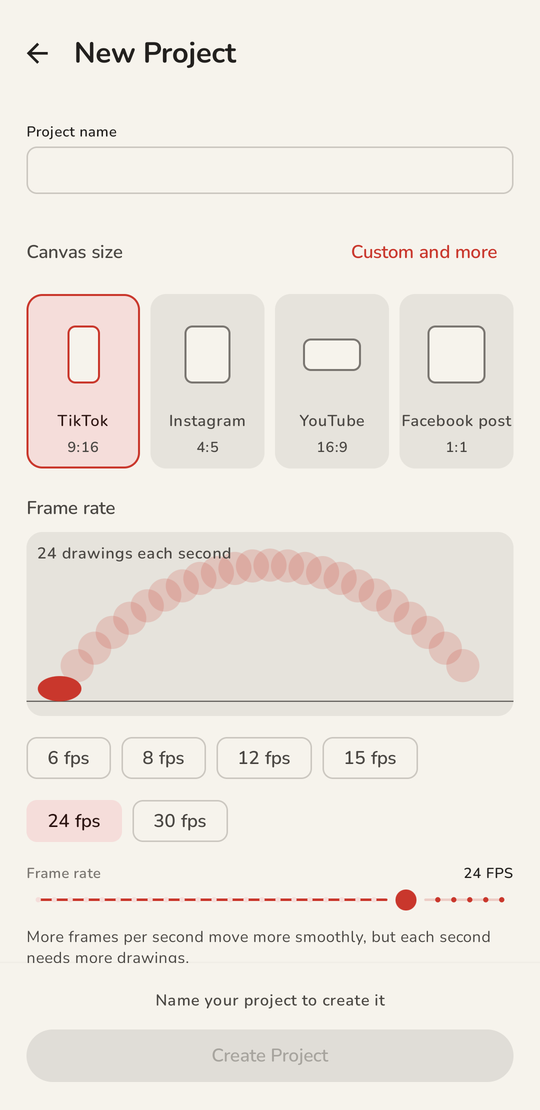 New Project
Project name
Canvas size
Custom and more
TikTok
9:16
Instagram
4:5
YouTube
16:9
Facebook post
1:1
Frame rate
24 drawings each second
6 fps
8 fps
12 fps
15 fps
24 fps
30 fps
Frame rate
24 FPS
More frames per second move more smoothly, but each second
needs more drawings.
Name your project to create it
Create Project